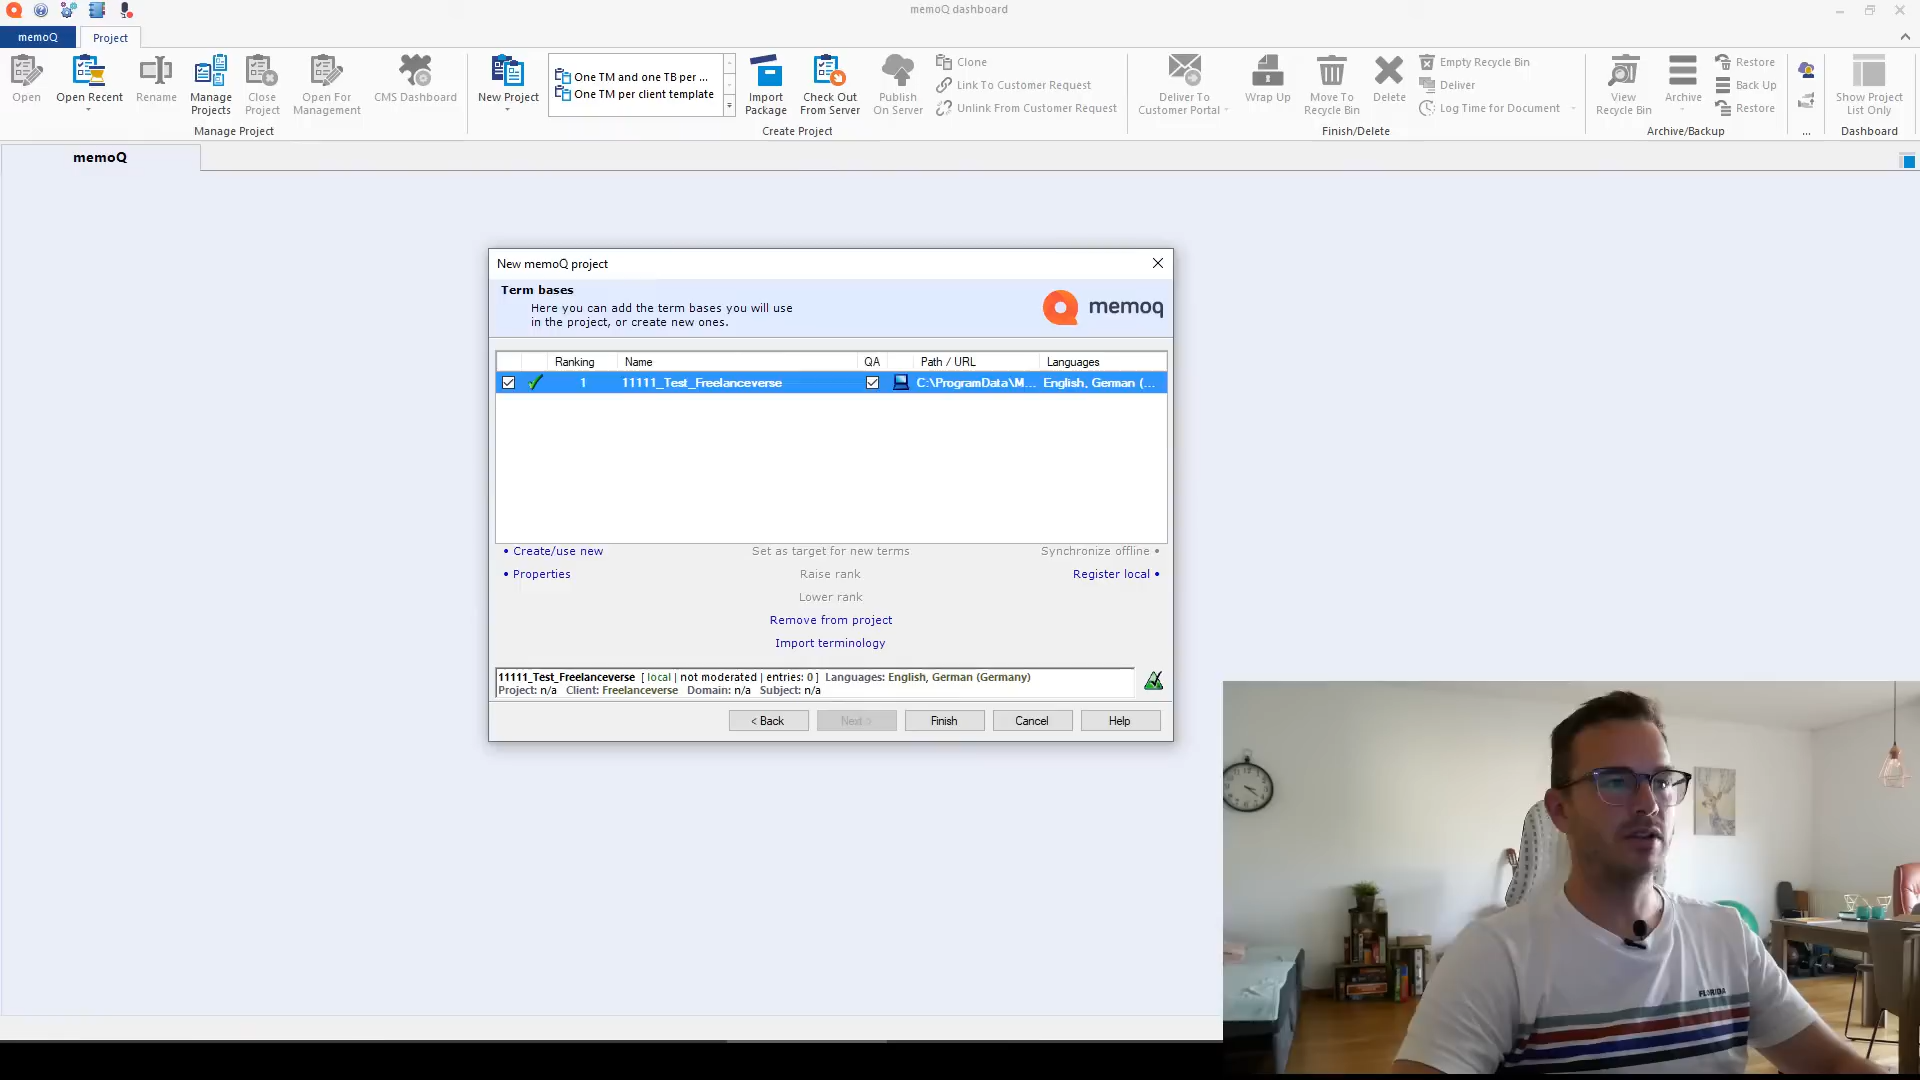 memoQ dashboard
memoQ
Project
Open
Open Recent
Rename
Manage
Projects
Close
Project
Open For
Management
CMS Dashboard
Manage Project
New Project
One TM and one TB per ...
One TM per client template
Import
Package
Check Out
From Server
Publish
On Server
Clone
Link To Customer Request
Unlink From Customer Request
Create Project
Deliver To
Customer Portal
Wrap Up
Move To
Recycle Bin
Delete
Empty Recycle Bin
Deliver
Log Time for Document
Finish/Delete
View
Recycle Bin
Archive
Restore
Back Up
Restore
Archive/Backup
...
Show Project
List Only
Dashboard
memoQ
New memoQ project
Term bases
Here you can add the term bases you will use
in the project, or create new ones.
memoq
Ranking Name QA Path / URL Languages
1 11111_Test_Freelanceverse C:\ProgramData\M... English, German (...
• Create/use new Set as target for new terms Synchronize offline •
• Properties Raise rank Register local •
Lower rank
Remove from project
Import terminology
11111_Test_Freelanceverse [ local | not moderated | entries: 0 ] Languages: English, German (Germany)
Project: n/a Client: Freelanceverse Domain: n/a Subject: n/a
< Back Next > Finish Cancel Help
FLORIDA